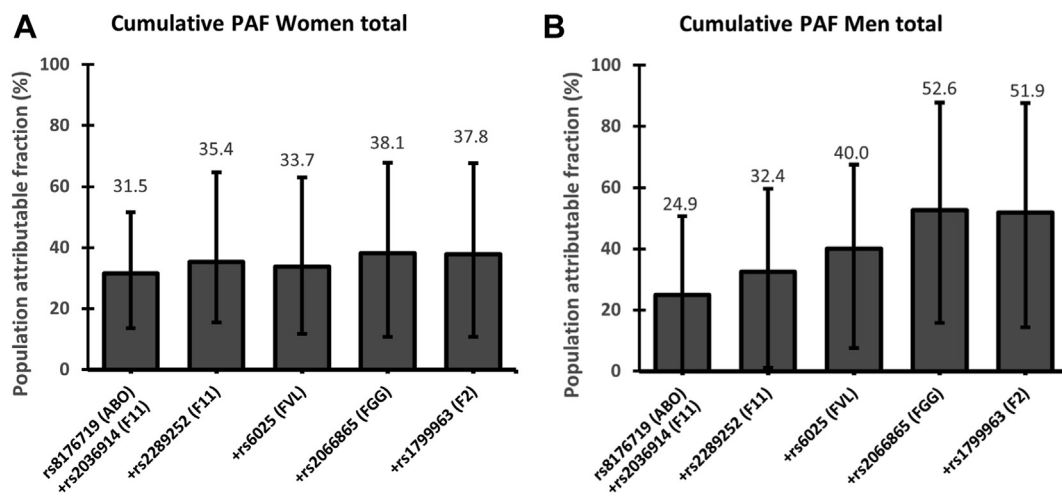 A
Cumulative PAF Women total
Population attributable fraction (%)
100
80
60
40
20
0
31.5
35.4
33.7
38.1
37.8
rs8176719 (ABO)
+rs2036914 (F11)
+rs2289252 (F11)
+rs6025 (FVL)
+rs2066865 (FGG)
+rs1799963 (F2)
B
Cumulative PAF Men total
Population attributable fraction (%)
100
80
60
40
20
0
24.9
32.4
40.0
52.6
51.9
rs8176719 (ABO)
+rs2036914 (F11)
+rs2289252 (F11)
+rs6025 (FVL)
+rs2066865 (FGG)
+rs1799963 (F2)